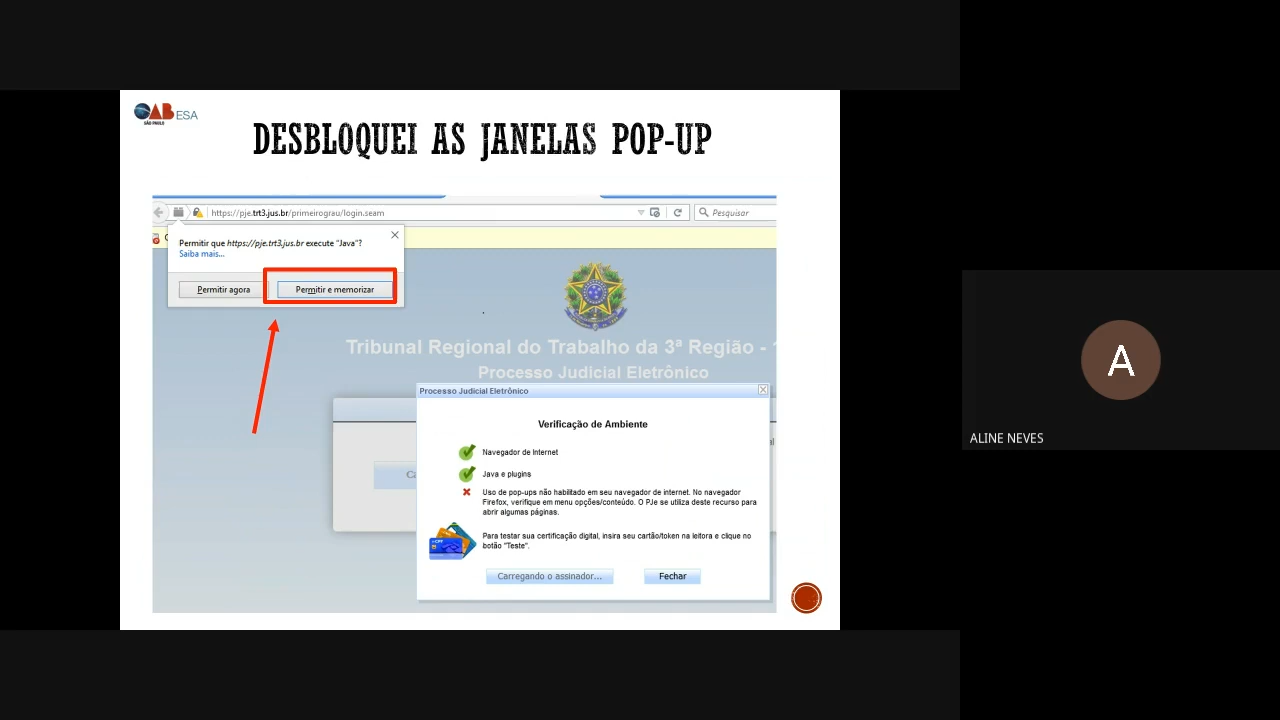 OAB ESA
SÃO PAULO
DESBLOQUEI AS JANELAS POP-UP
https://pje.trt3.jus.br/primeirograu/login.seam
Pesquisar
Permitir que https://pje.trt3.jus.br execute "Java"?
Saiba mais...
Permitir agora
Permitir e memorizar
Tribunal Regional do Trabalho da 3ª Região -
Processo Judicial Eletrônico
Processo Judicial Eletrônico
Verificação de Ambiente
Navegador de Internet
Java e plugins
Uso de pop-ups não habilitado em seu navegador de internet. No navegador
Firefox, verifique em menu opções/conteúdo. O PJe se utiliza deste recurso para
abrir algumas páginas.
Para testar sua certificação digital, insira seu cartão/token na leitora e clique no
botão "Teste".
Carregando o assinador...
Fechar
A
ALINE NEVES